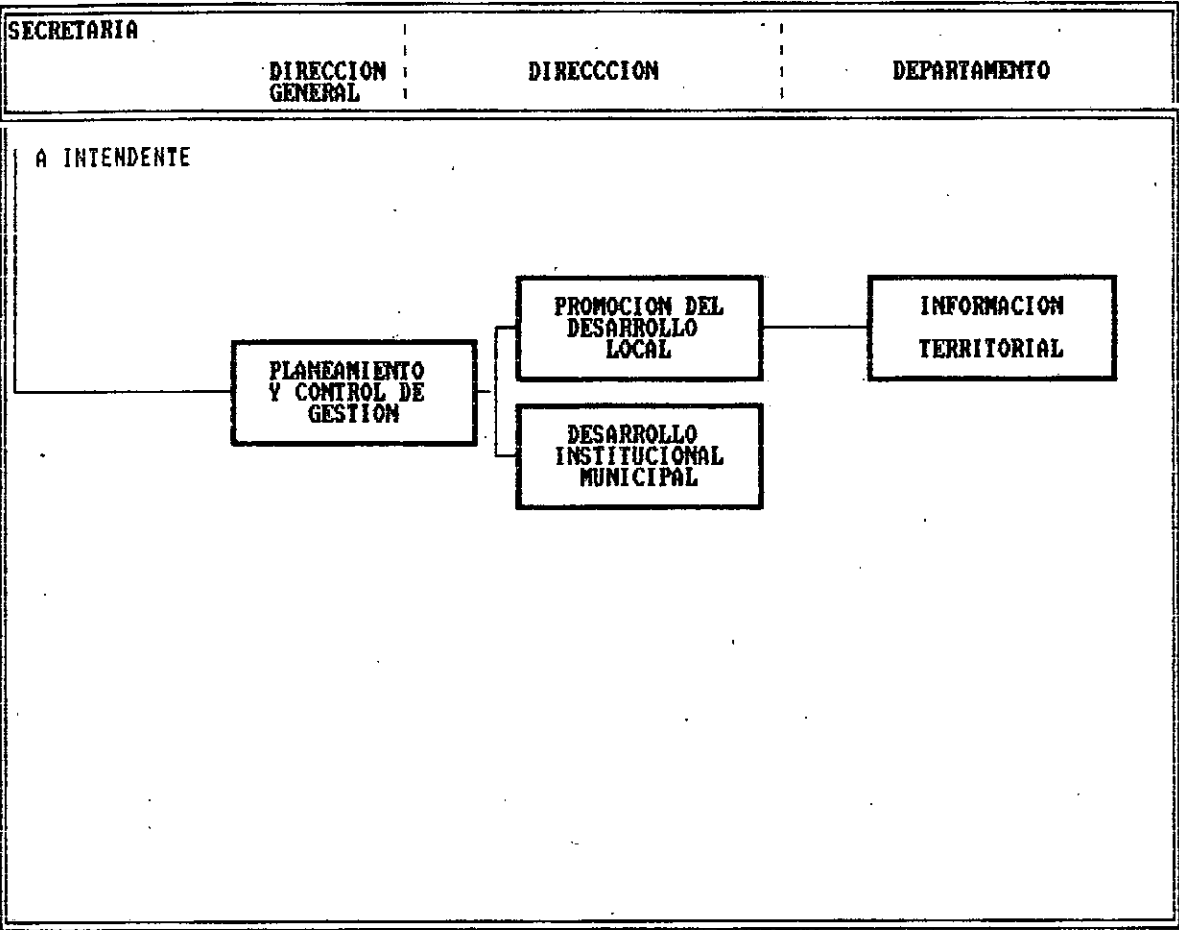 SECRETARIA
DIRECCION
GENERAL
DIRECCCION
DEPARTAMENTO
A INTENDENTE
PLANEAMIENTO
Y CONTROL DE
GESTION
PROMOCION DEL
DESARROLLO
LOCAL
INFORMACION
TERRITORIAL
DESARROLLO
INSTITUCIONAL
MUNICIPAL